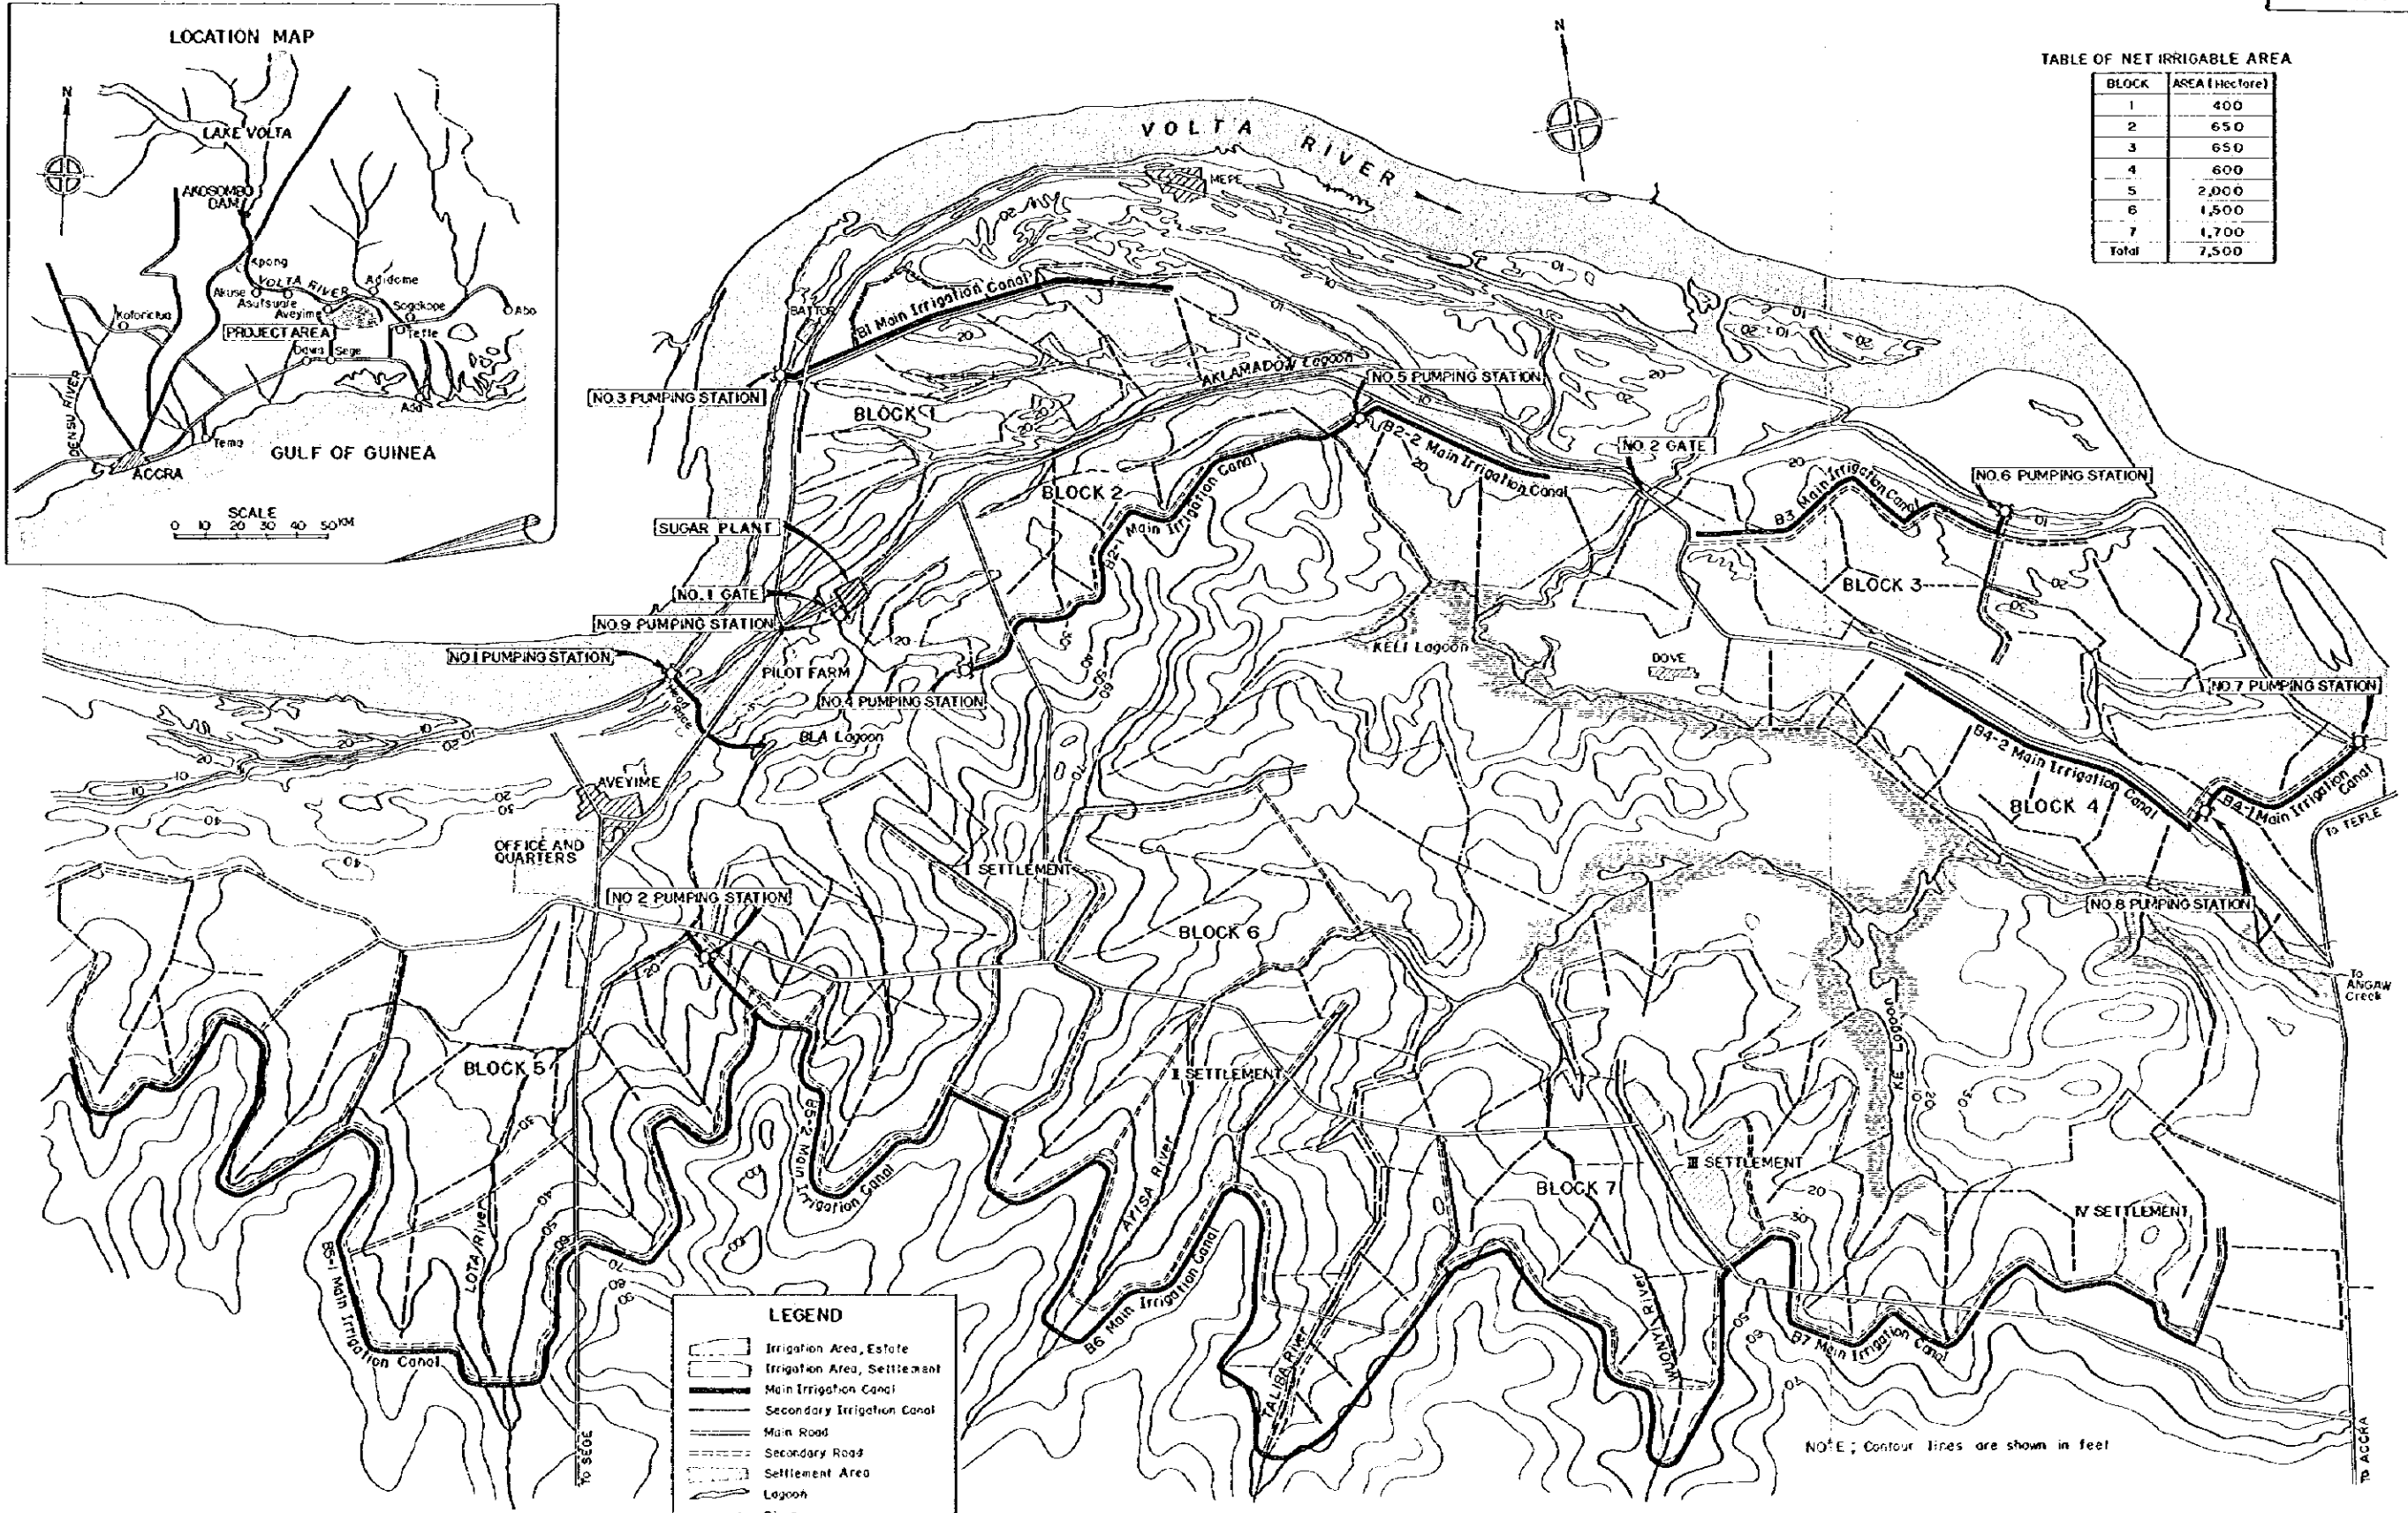 LOCATION MAP
N
LAKE VOLTA
AKOSOMBO
DAM
Kpong
VOLTA RIVER
Adidome
Akuse
Asutsuare
Aveyime
Sogakope
Abo
Koforidua
PROJECT AREA
Tefle
Dawa
Sege
DENSU RIVER
Ada
Tema
GULF OF GUINEA
ACCRA
SCALE
0 10 20 30 40 50KM
N
TABLE OF NET IRRIGABLE AREA
BLOCK AREA (Hectare)
1 400
2 650
3 650
4 600
5 2,000
6 1,500
7 1,700
Total 7,500
VOLTA RIVER
MEPE
BATTOR
B1 Main Irrigation Canal
AKLAMADOW Lagoon
NO.3 PUMPING STATION
NO.5 PUMPING STATION
BLOCK 1
B2-2 Main Irrigation Canal
NO.2 GATE
NO.6 PUMPING STATION
B3 Main Irrigation Canal
BLOCK 2
B2-1 Main Irrigation Canal
SUGAR PLANT
BLOCK 3
NO.1 GATE
NO.9 PUMPING STATION
NO.1 PUMPING STATION
KELI Lagoon
DOVE
PILOT FARM
Head Race
NO.4 PUMPING STATION
NO.7 PUMPING STATION
BLA Lagoon
B4-2 Main Irrigation Canal
AVEYIME
BLOCK 4
B4-1 Main Irrigation Canal
To TEFLE
OFFICE AND
QUARTERS
I SETTLEMENT
NO 2 PUMPING STATION
NO.8 PUMPING STATION
BLOCK 6
To
ANGAW
Creek
KE Lagoon
BLOCK 5
II SETTLEMENT
B5-2 Main Irrigation Canal
AYISA River
III SETTLEMENT
BLOCK 7
IV SETTLEMENT
LOTA River
B5-1 Main Irrigation Canal
B6 Main Irrigation Canal
TALIBA River
WUONYA River
B7 Main Irrigation Canal
To SEGE
To ACCRA
LEGEND
Irrigation Area, Estate
Irrigation Area, Settlement
Main Irrigation Canal
Secondary Irrigation Canal
Main Road
Secondary Road
Settlement Area
Lagoon
NOTE ; Contour lines are shown in feet